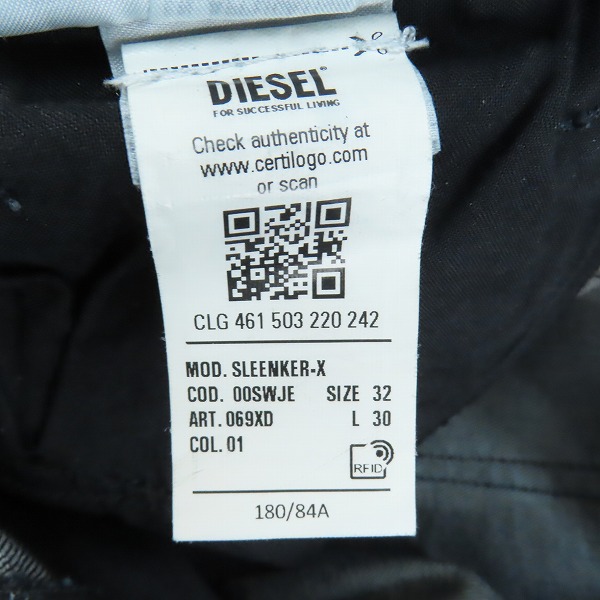 DIESEL®
FOR SUCCESSFUL LIVING
Check authenticity at
www.certilogo.com
or scan
CLG 461 503 220 242
MOD. SLEENKER-X
COD. 00SWJE SIZE 32
ART. 069XD L 30
COL. 01
RFID
180/84A